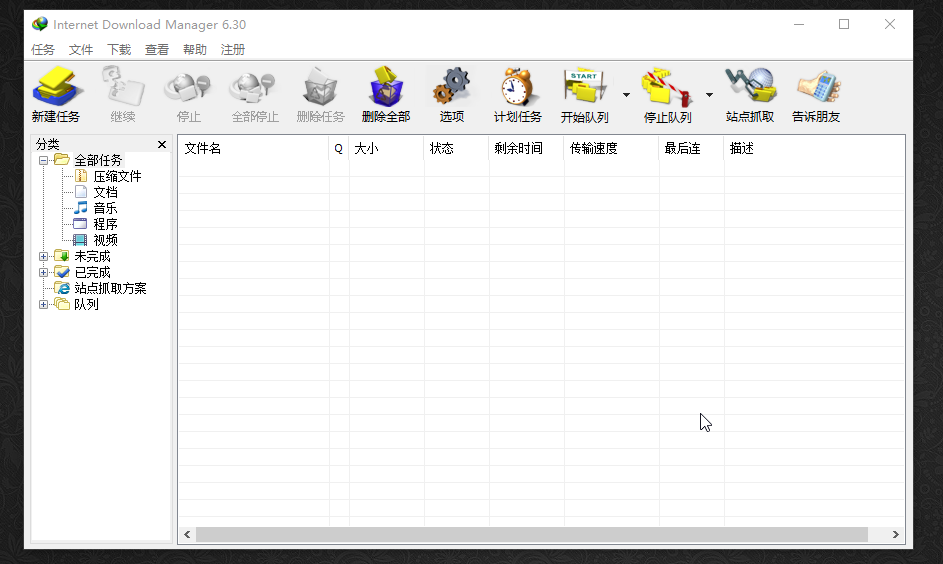 Internet Download Manager 6.30
任务 文件 下载 查看 帮助 注册
START
新建任务 继续 停止 全部停止 删除任务 删除全部 选项 计划任务 开始队列 停止队列 站点抓取 告诉朋友
分类
文件名 Q 大小 状态 剩余时间 传输速度 最后连 描述
全部任务
压缩文件
文档
音乐
程序
视频
未完成
已完成
站点抓取方案
队列